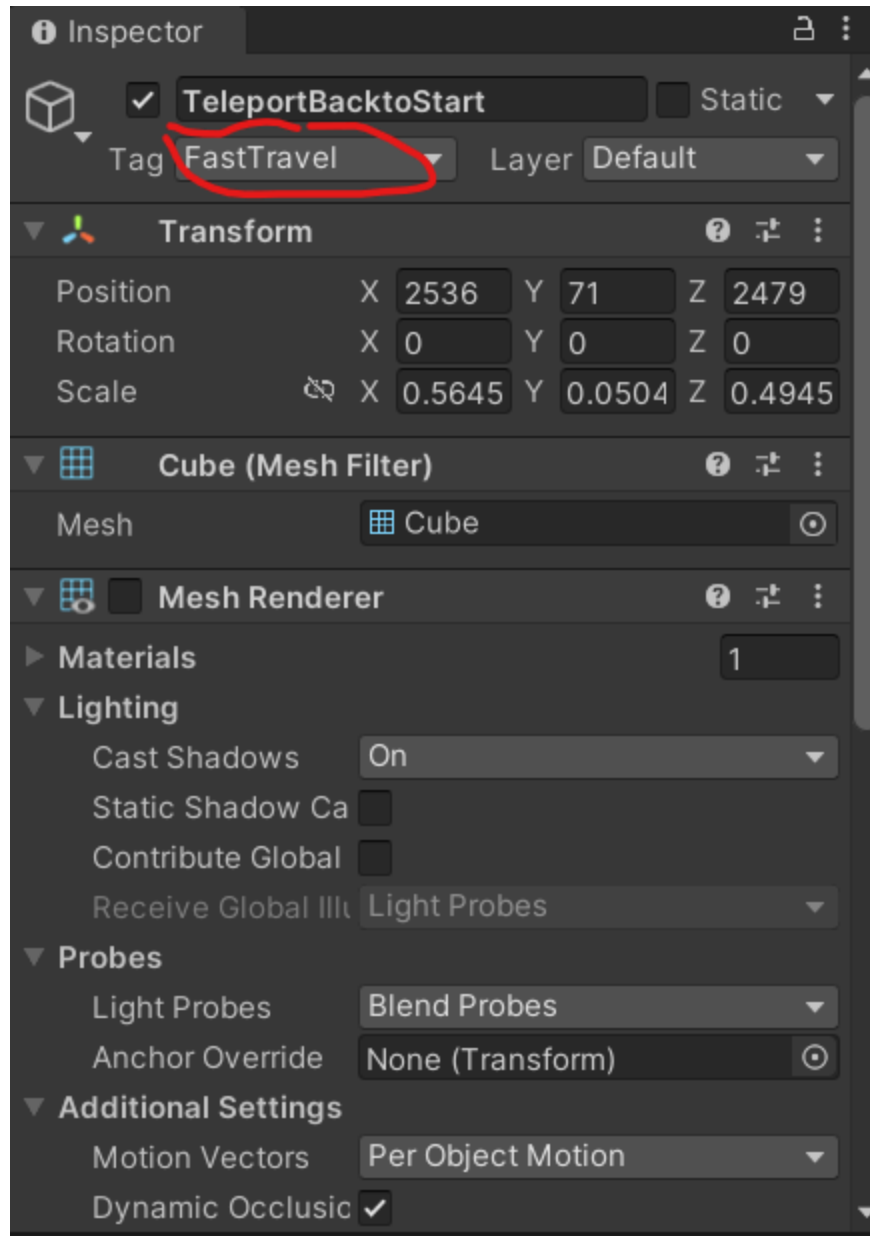 Inspector
TeleportBacktoStart Static
Tag FastTravel Layer Default
Transform
Position X 2536 Y 71 Z 2479
Rotation X 0 Y 0 Z 0
Scale X 0.5645 Y 0.0504 Z 0.4945
Cube (Mesh Filter)
Mesh Cube
Mesh Renderer
Materials 1
Lighting
Cast Shadows On
Static Shadow Ca
Contribute Global
Receive Global Illu Light Probes
Probes
Light Probes Blend Probes
Anchor Override None (Transform)
Additional Settings
Motion Vectors Per Object Motion
Dynamic Occlusic